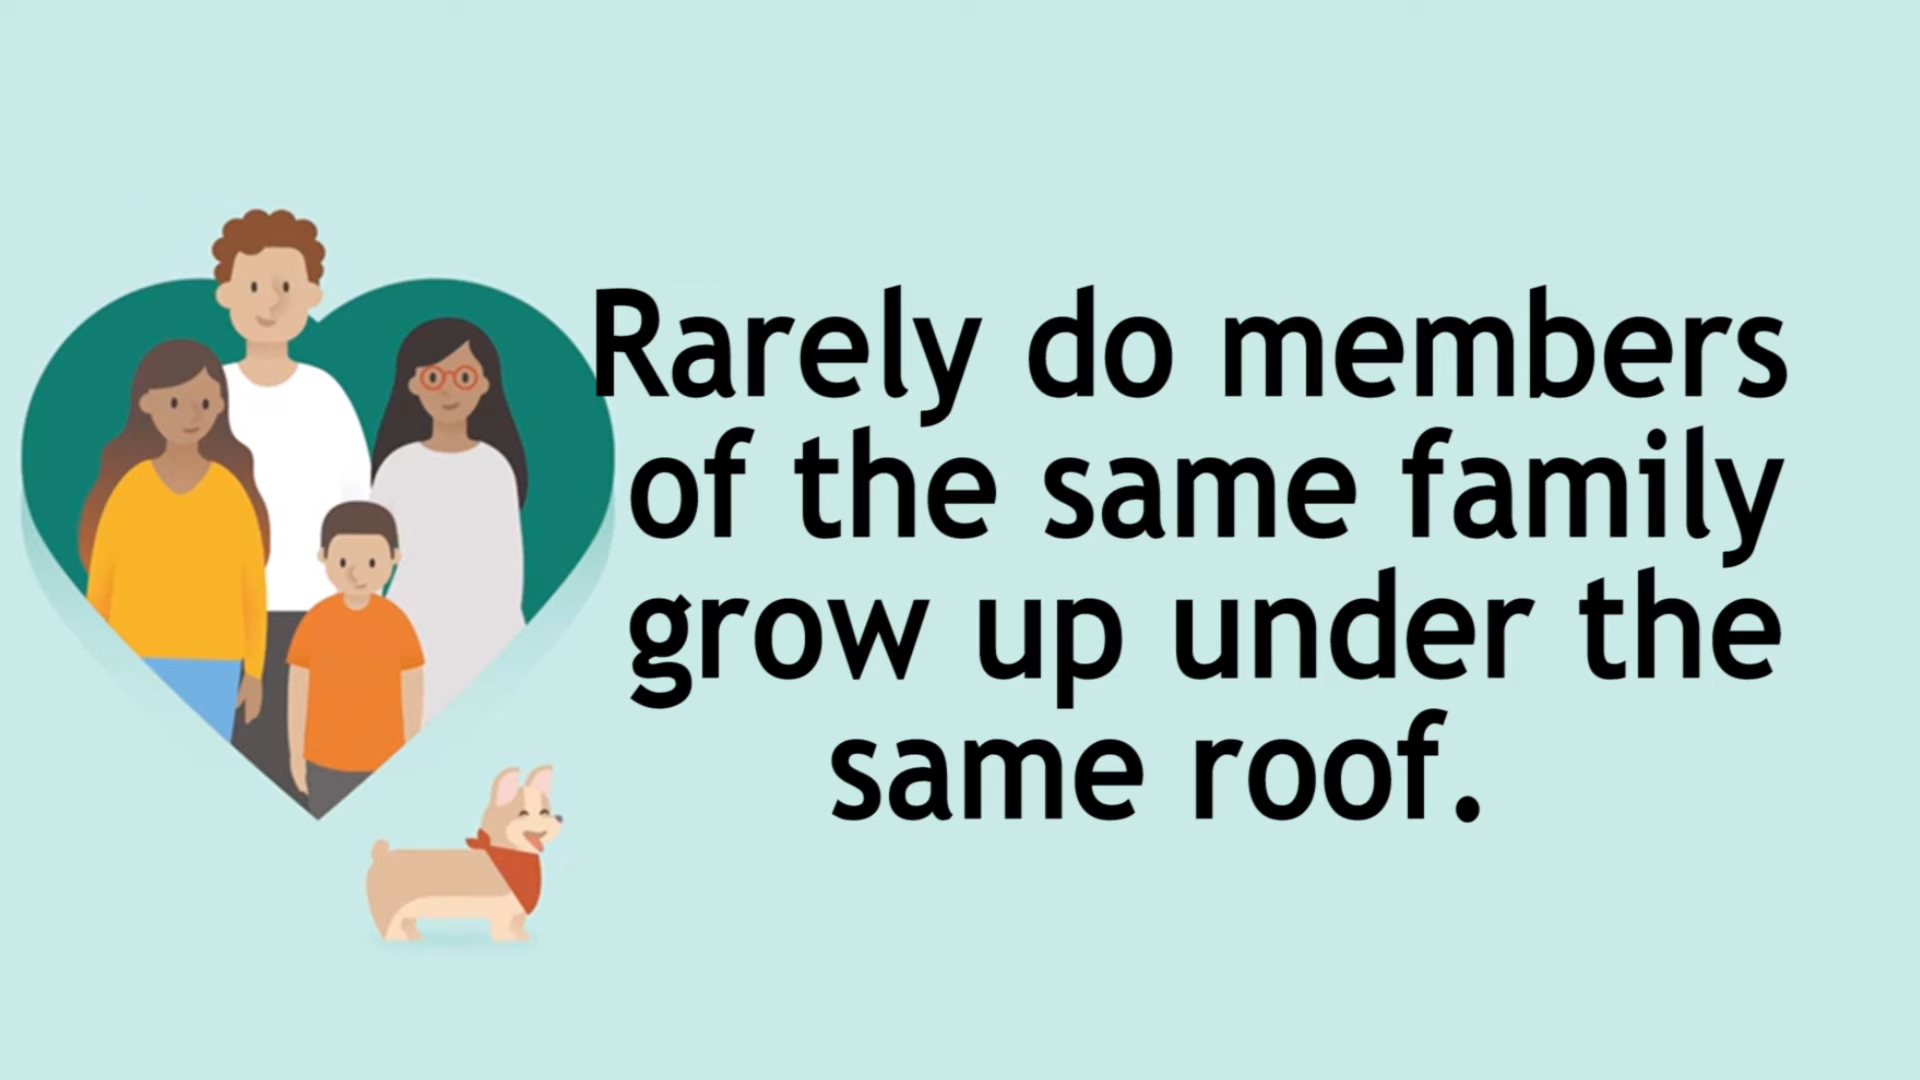 Rarely do members
of the same family
grow up under the
same roof.